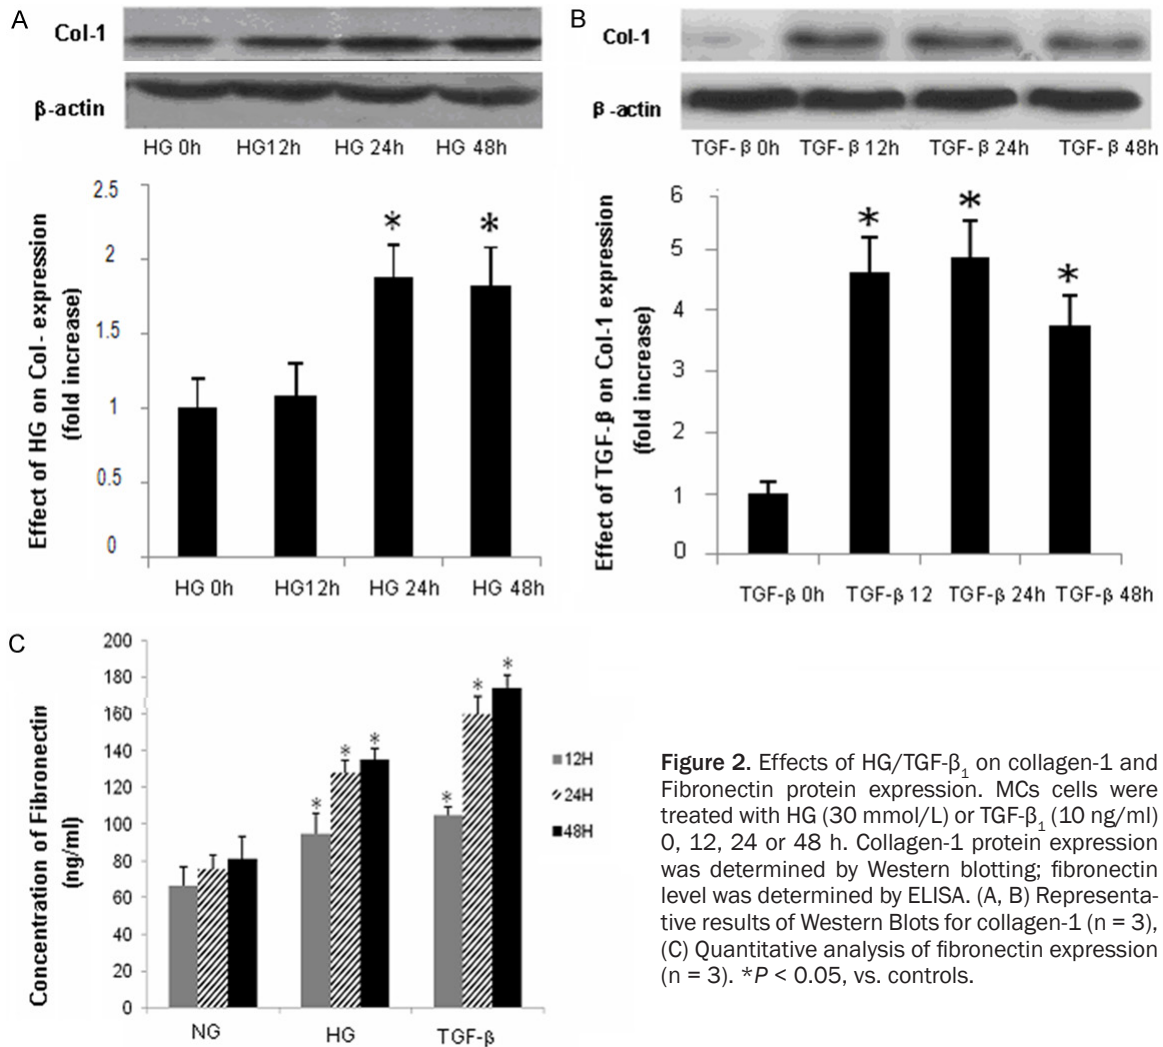 A
Col-1
β-actin
HG 0h HG12h HG 24h HG 48h
Effect of HG on Col- expression
(fold increase)
2.5
2
1.5
1
0.5
0
* *
HG 0h HG12h HG 24h HG 48h
B
Col-1
β-actin
TGF-β 0h TGF-β 12h TGF-β 24h TGF-β 48h
Effect of TGF-β on Col-1 expression
(fold increase)
6
5
4
3
2
1
0
* * *
TGF-β 0h TGF-β 12 TGF-β 24h TGF-β 48h
C
Concentration of Fibronectin
(ng/ml)
200
180
160
140
120
100
80
60
40
20
0
* * * * * *
NG HG TGF-β
12H
24H
48H
Figure 2. Effects of HG/TGF-β₁ on collagen-1 and
Fibronectin protein expression. MCs cells were
treated with HG (30 mmol/L) or TGF-β₁ (10 ng/ml)
0, 12, 24 or 48 h. Collagen-1 protein expression
was determined by Western blotting; fibronectin
level was determined by ELISA. (A, B) Representa-
tive results of Western Blots for collagen-1 (n = 3),
(C) Quantitative analysis of fibronectin expression
(n = 3). *P < 0.05, vs. controls.